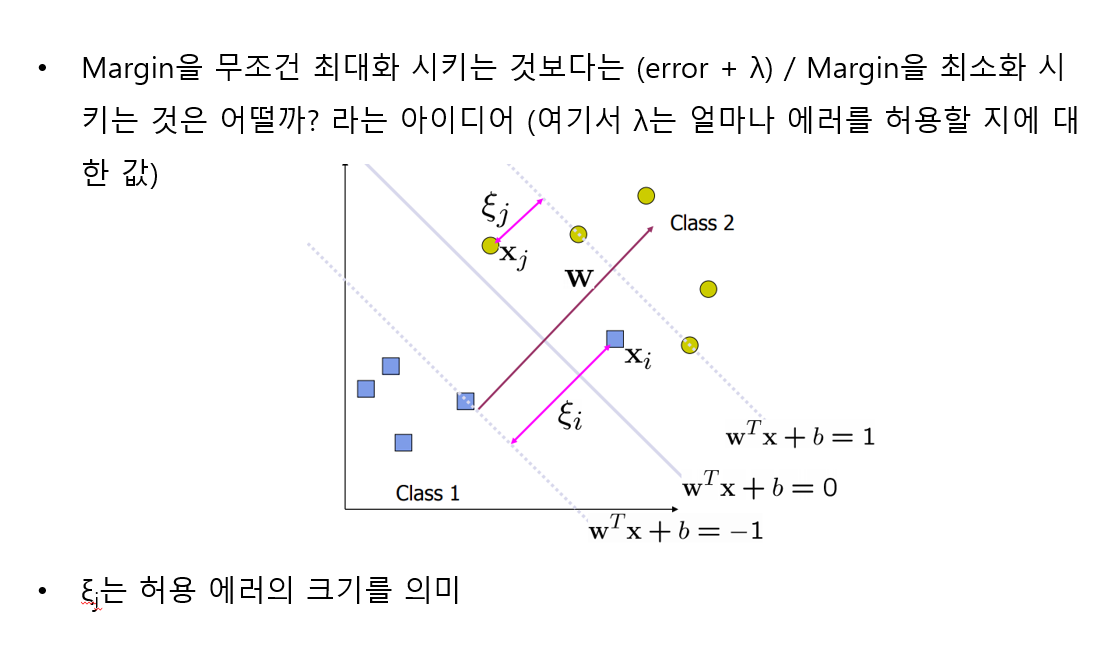 • Margin을 무조건 최대화 시키는 것보다는 (error + λ) / Margin을 최소화 시
키는 것은 어떨까? 라는 아이디어 (여기서 λ는 얼마나 에러를 허용할 지에 대
한 값)
ξⱼ
Class 2
xⱼ
w
xᵢ
ξᵢ
wᵀx + b = 1
wᵀx + b = 0
Class 1
wᵀx + b = −1
• ξⱼ는 허용 에러의 크기를 의미